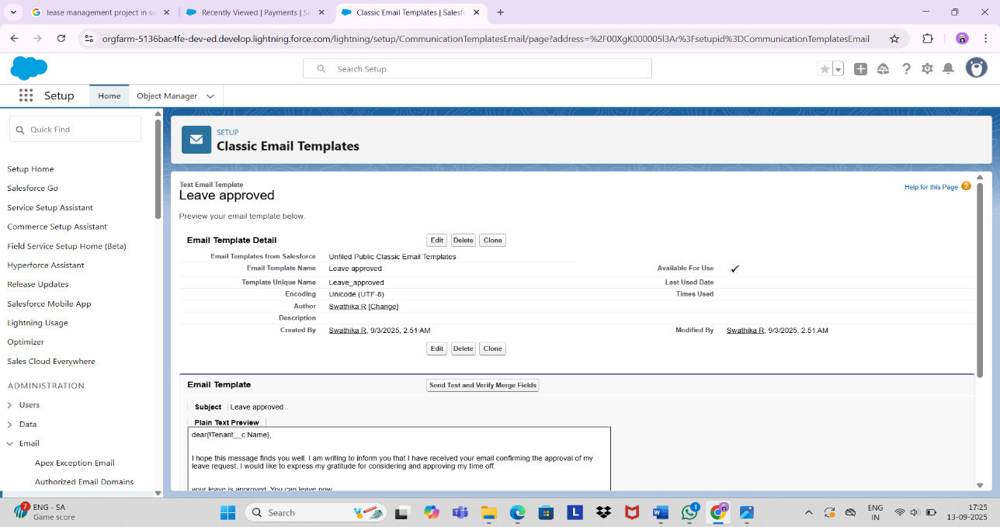 lease management project in sa
Recently Viewed | Payments | Sa
Classic Email Templates | Salesfo
orgfarm-5136bac4fe-dev-ed.develop.lightning.force.com/lightning/setup/CommunicationTemplatesEmail/page?address=%2F00XgK000005l3Ar%3Fsetupid%3DCommunicationTemplatesEmail
Search Setup
Setup
Home
Object Manager
Quick Find
Setup Home
Salesforce Go
Service Setup Assistant
Commerce Setup Assistant
Field Service Setup Home (Beta)
Hyperforce Assistant
Release Updates
Salesforce Mobile App
Lightning Usage
Optimizer
Sales Cloud Everywhere
ADMINISTRATION
Users
Data
Email
Apex Exception Email
Authorized Email Domains
SETUP
Classic Email Templates
Text Email Template
Leave approved
Help for this Page
Preview your email template below.
Email Template Detail
Edit Delete Clone
Email Templates from Salesforce Unfiled Public Classic Email Templates
Email Template Name Leave approved Available For Use
Template Unique Name Leave_approved Last Used Date
Encoding Unicode (UTF-8) Times Used
Author Swathika R [Change]
Description
Created By Swathika R, 9/3/2025, 2:51 AM Modified By Swathika R, 9/3/2025, 2:51 AM
Edit Delete Clone
Email Template Send Test and Verify Merge Fields
Subject Leave approved
Plain Text Preview
dear{!Tenant__c.Name},
I hope this message finds you well. I am writing to inform you that I have received your email confirming the approval of my
leave request. I would like to express my gratitude for considering and approving my time off.
your leave is approved. You can leave now
7
ENG - SA
Game score
Search
1
ENG
IN
17:25
13-09-2025